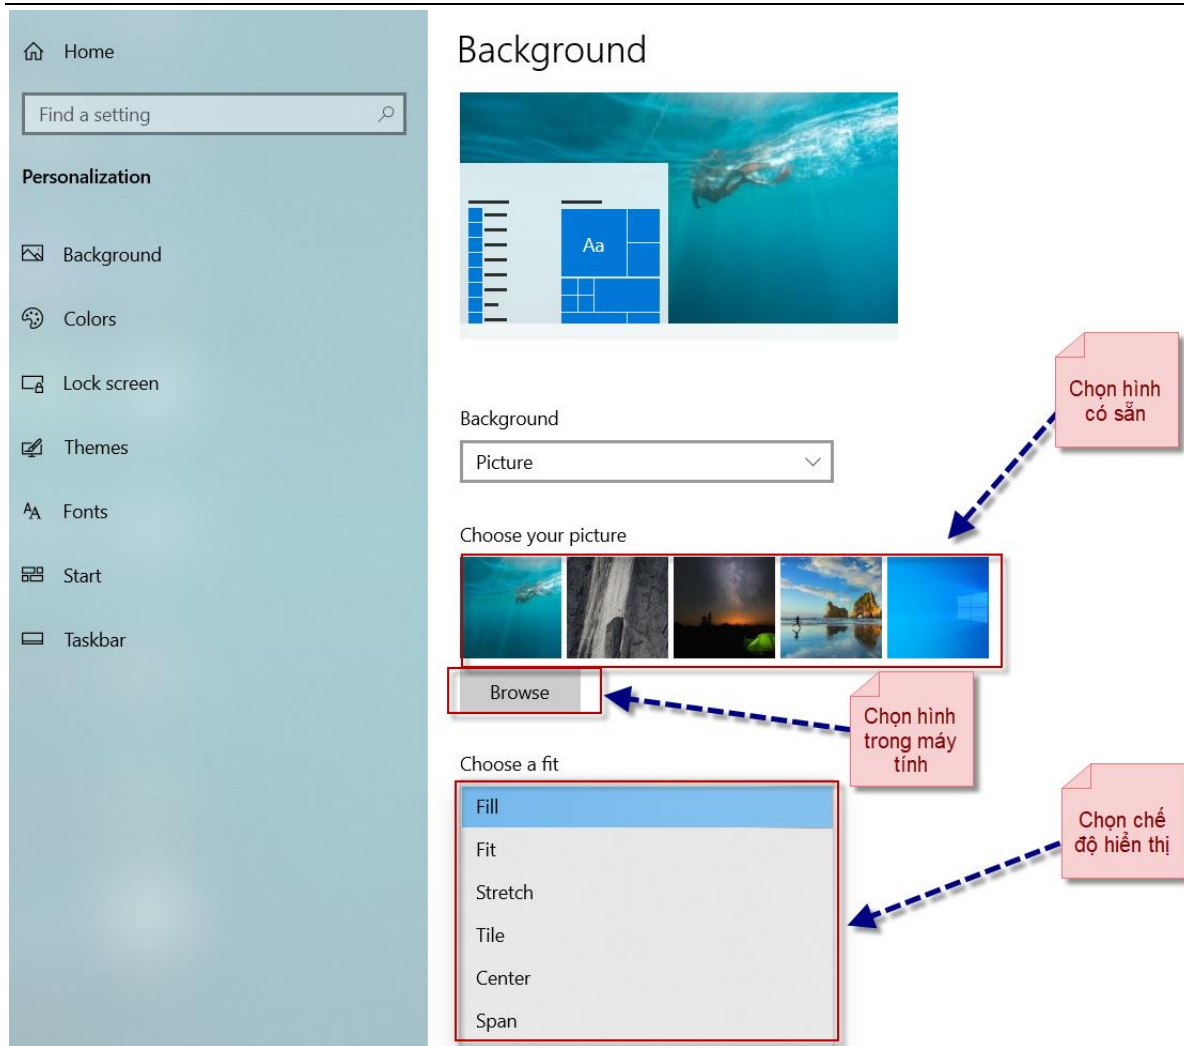 Home
Find a setting
Personalization
Background
Colors
Lock screen
Themes
Fonts
Start
Taskbar
Background
Aa
Background
Picture
Choose your picture
Browse
Choose a fit
Fill
Fit
Stretch
Tile
Center
Span
Chọn hình
có sẵn
Chọn hình
trong máy
tính
Chọn chế
độ hiển thị